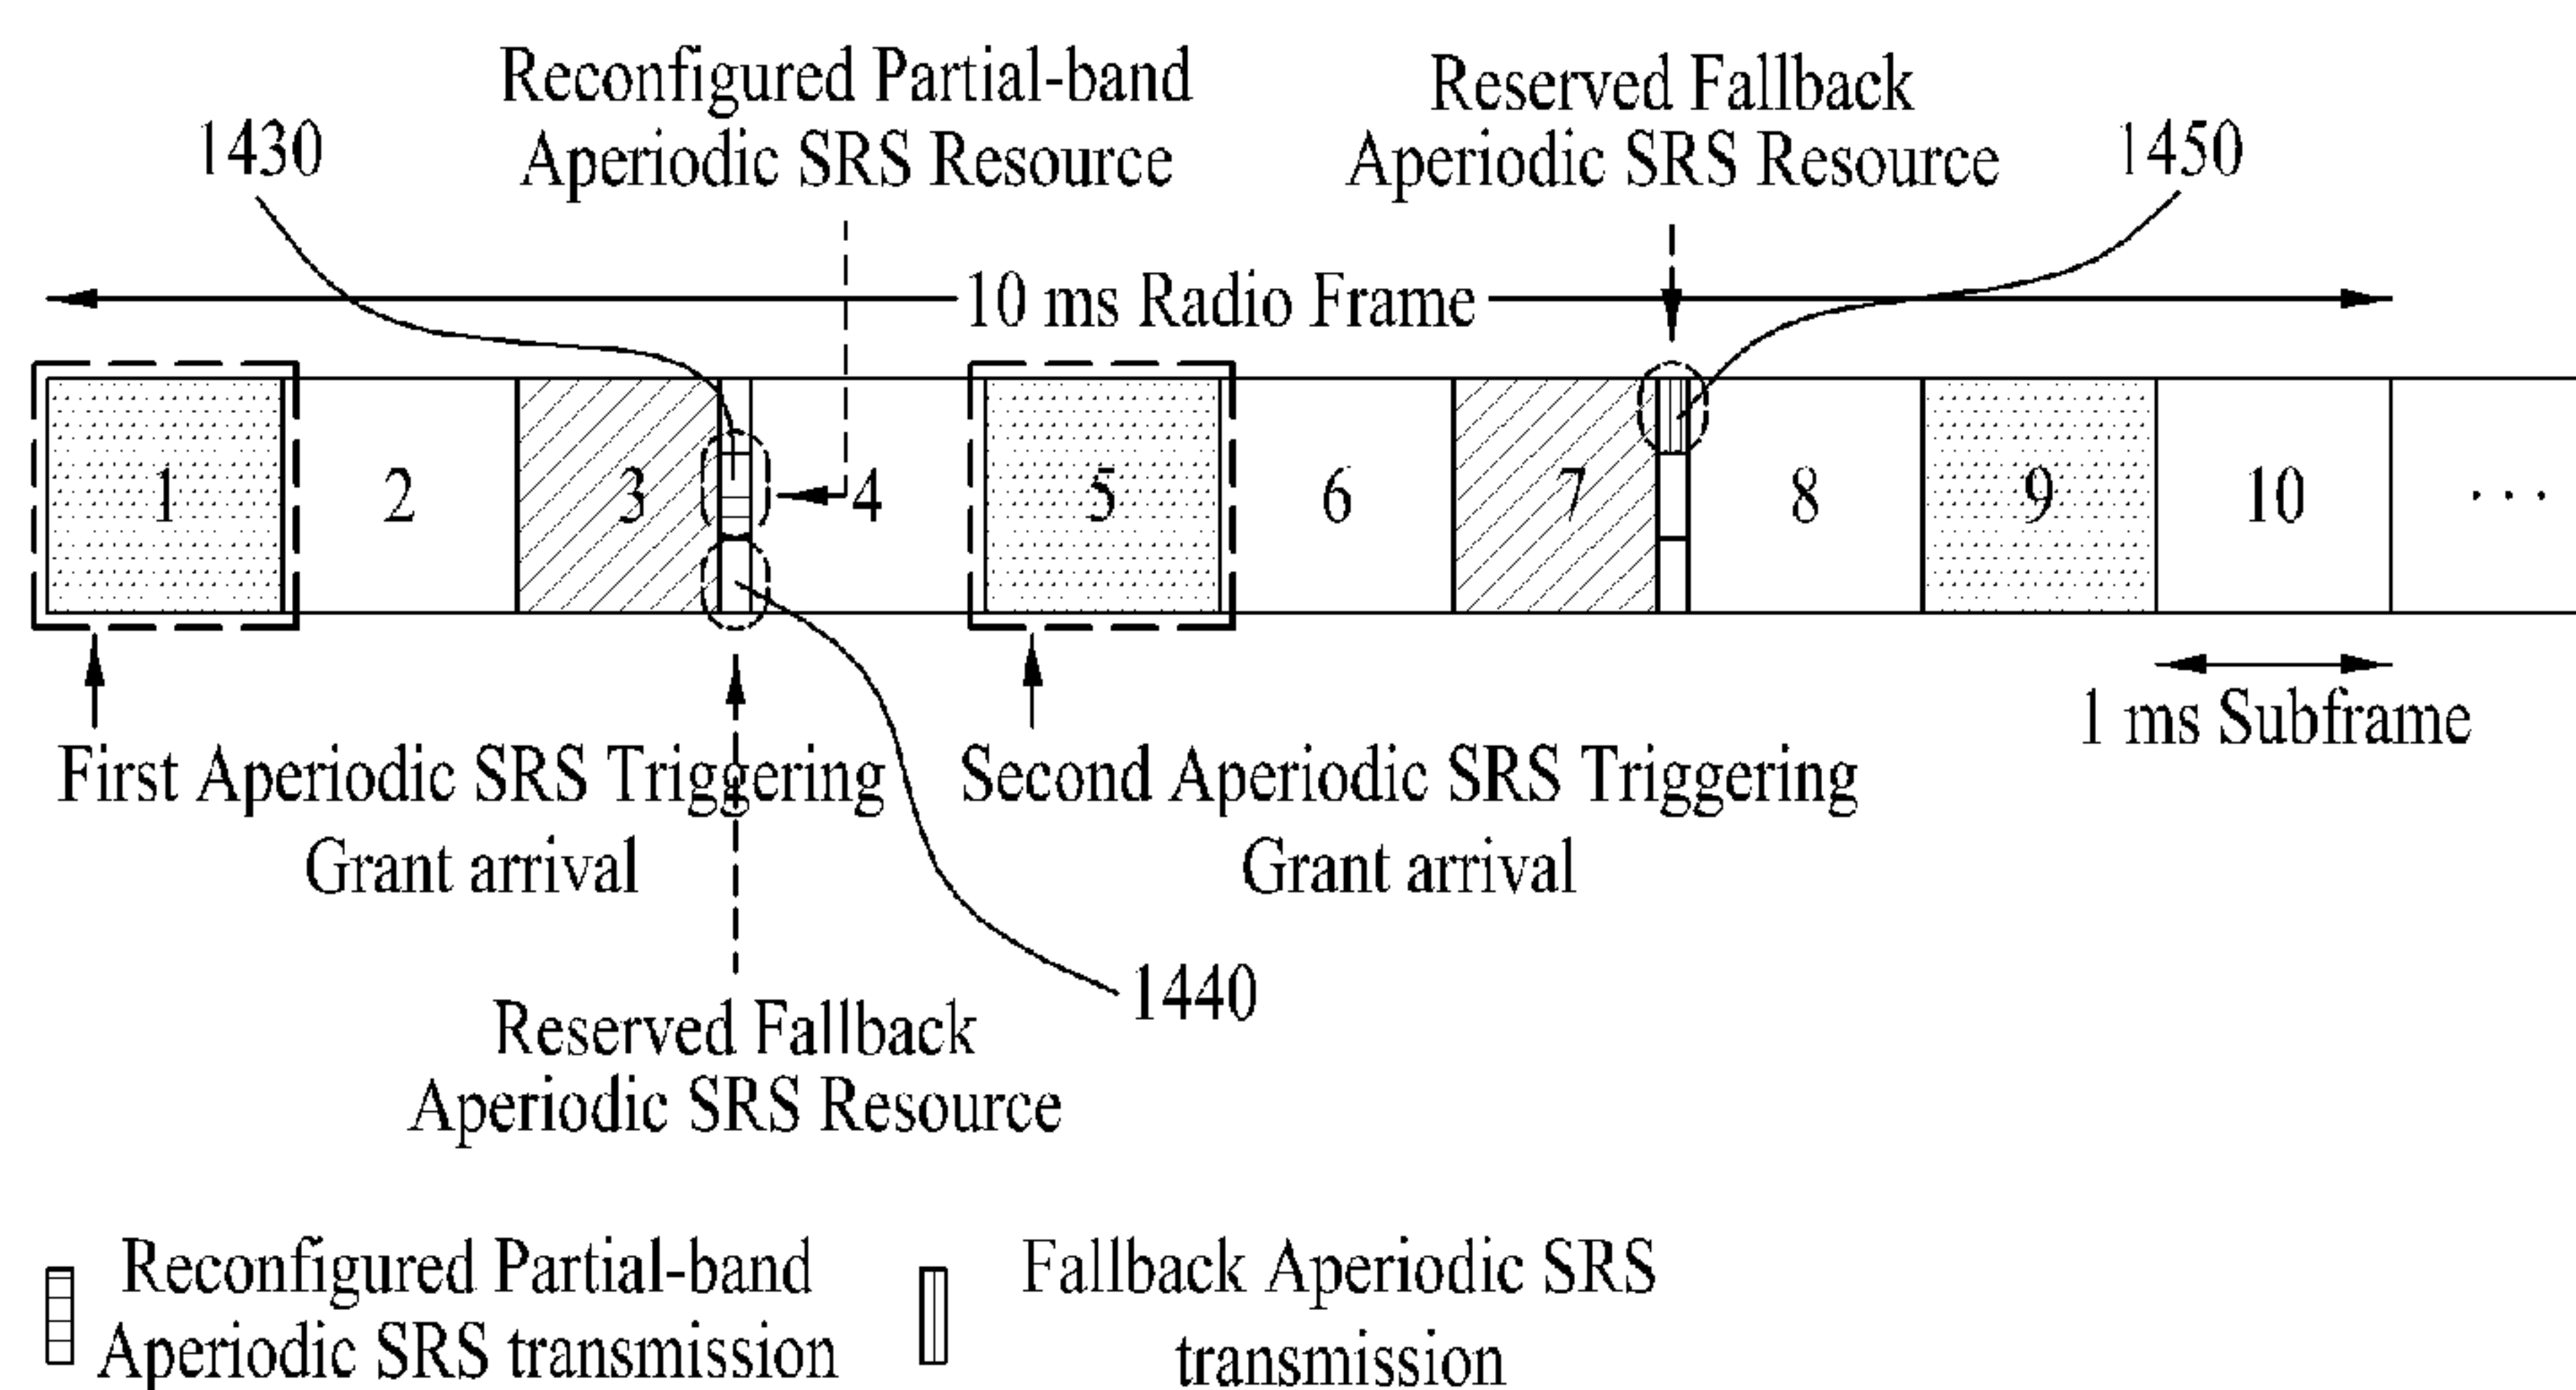 Reconfigured Partial-band
Aperiodic SRS Resource
Reserved Fallback
Aperiodic SRS Resource
1430
1450
10 ms Radio Frame
1 2 3 4 5 6 7 8 9 10 ...
1 ms Subframe
First Aperiodic SRS Triggering
Grant arrival
Second Aperiodic SRS Triggering
Grant arrival
1440
Reserved Fallback
Aperiodic SRS Resource
Reconfigured Partial-band
Aperiodic SRS transmission
Fallback Aperiodic SRS
transmission